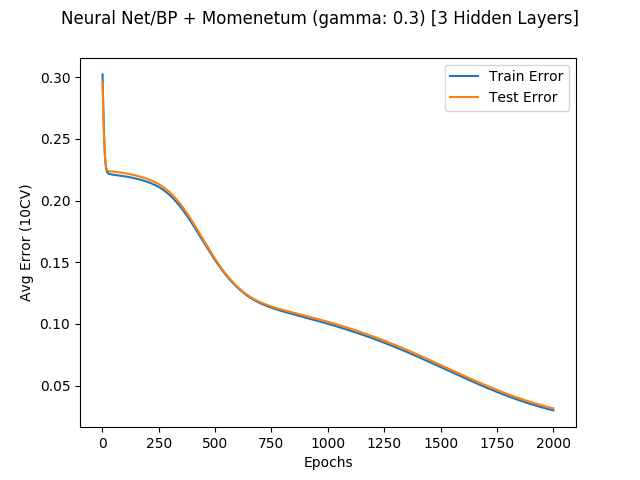 Neural Net/BP + Momenetum (gamma: 0.3) [3 Hidden Layers]
Train Error
Test Error
0.30
0.25
0.20
0.15
0.10
0.05
Avg Error (10CV)
0 250 500 750 1000 1250 1500 1750 2000
Epochs